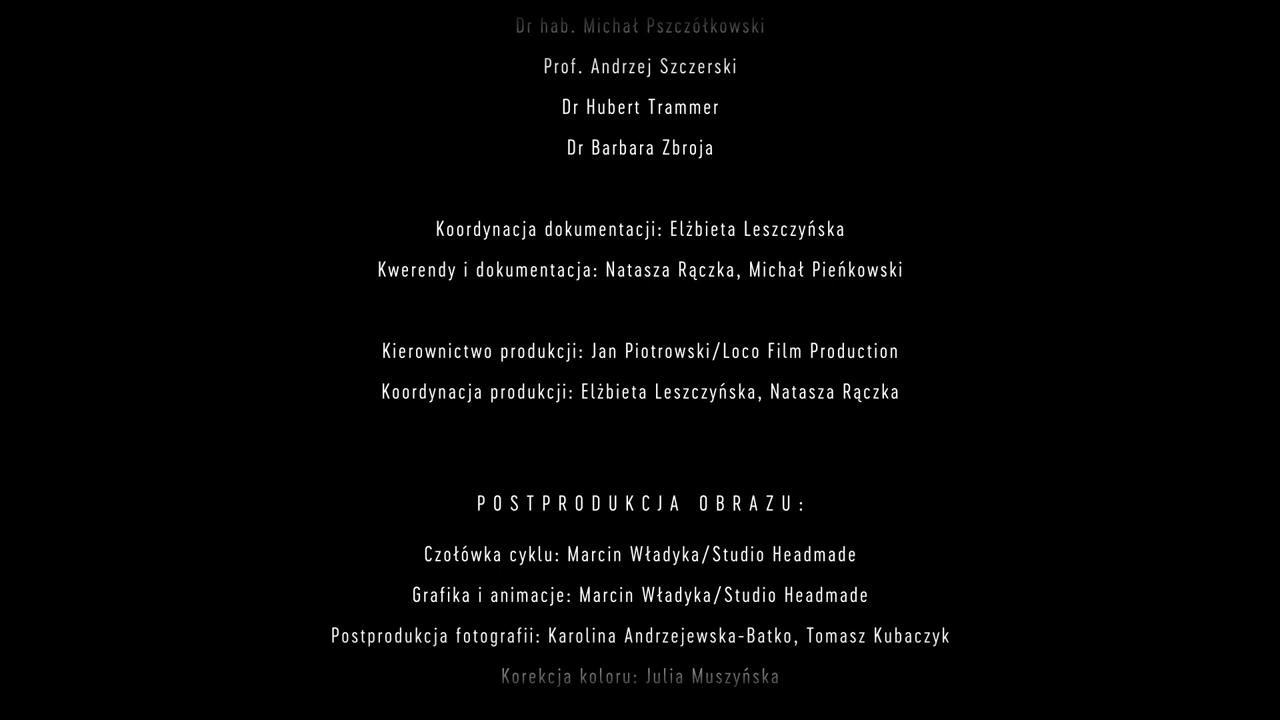 Dr hab. Michał Pszczółkowski
Prof. Andrzej Szczerski
Dr Hubert Trammer
Dr Barbara Zbroja
Koordynacja dokumentacji: Elżbieta Leszczyńska
Kwerendy i dokumentacja: Natasza Rączka, Michał Pieńkowski
Kierownictwo produkcji: Jan Piotrowski/Loco Film Production
Koordynacja produkcji: Elżbieta Leszczyńska, Natasza Rączka
POSTPRODUKCJA OBRAZU:
Czołówka cyklu: Marcin Władyka/Studio Headmade
Grafika i animacje: Marcin Władyka/Studio Headmade
Postprodukcja fotografii: Karolina Andrzejewska-Batko, Tomasz Kubaczyk
Korekcja koloru: Julia Muszyńska